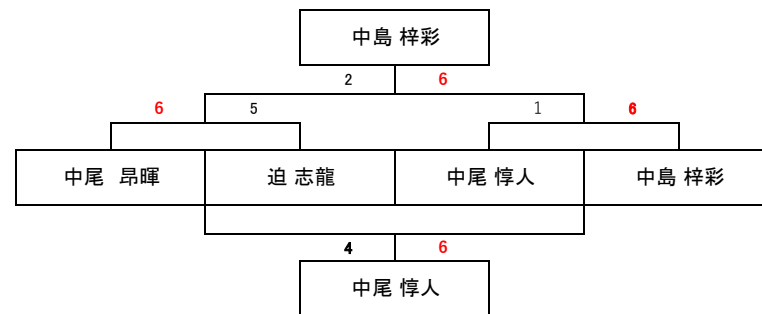 中島 梓彩
2 6
6 5 1 6
中尾 昂暉 迫 志龍 中尾 惇人 中島 梓彩
4 6
中尾 惇人